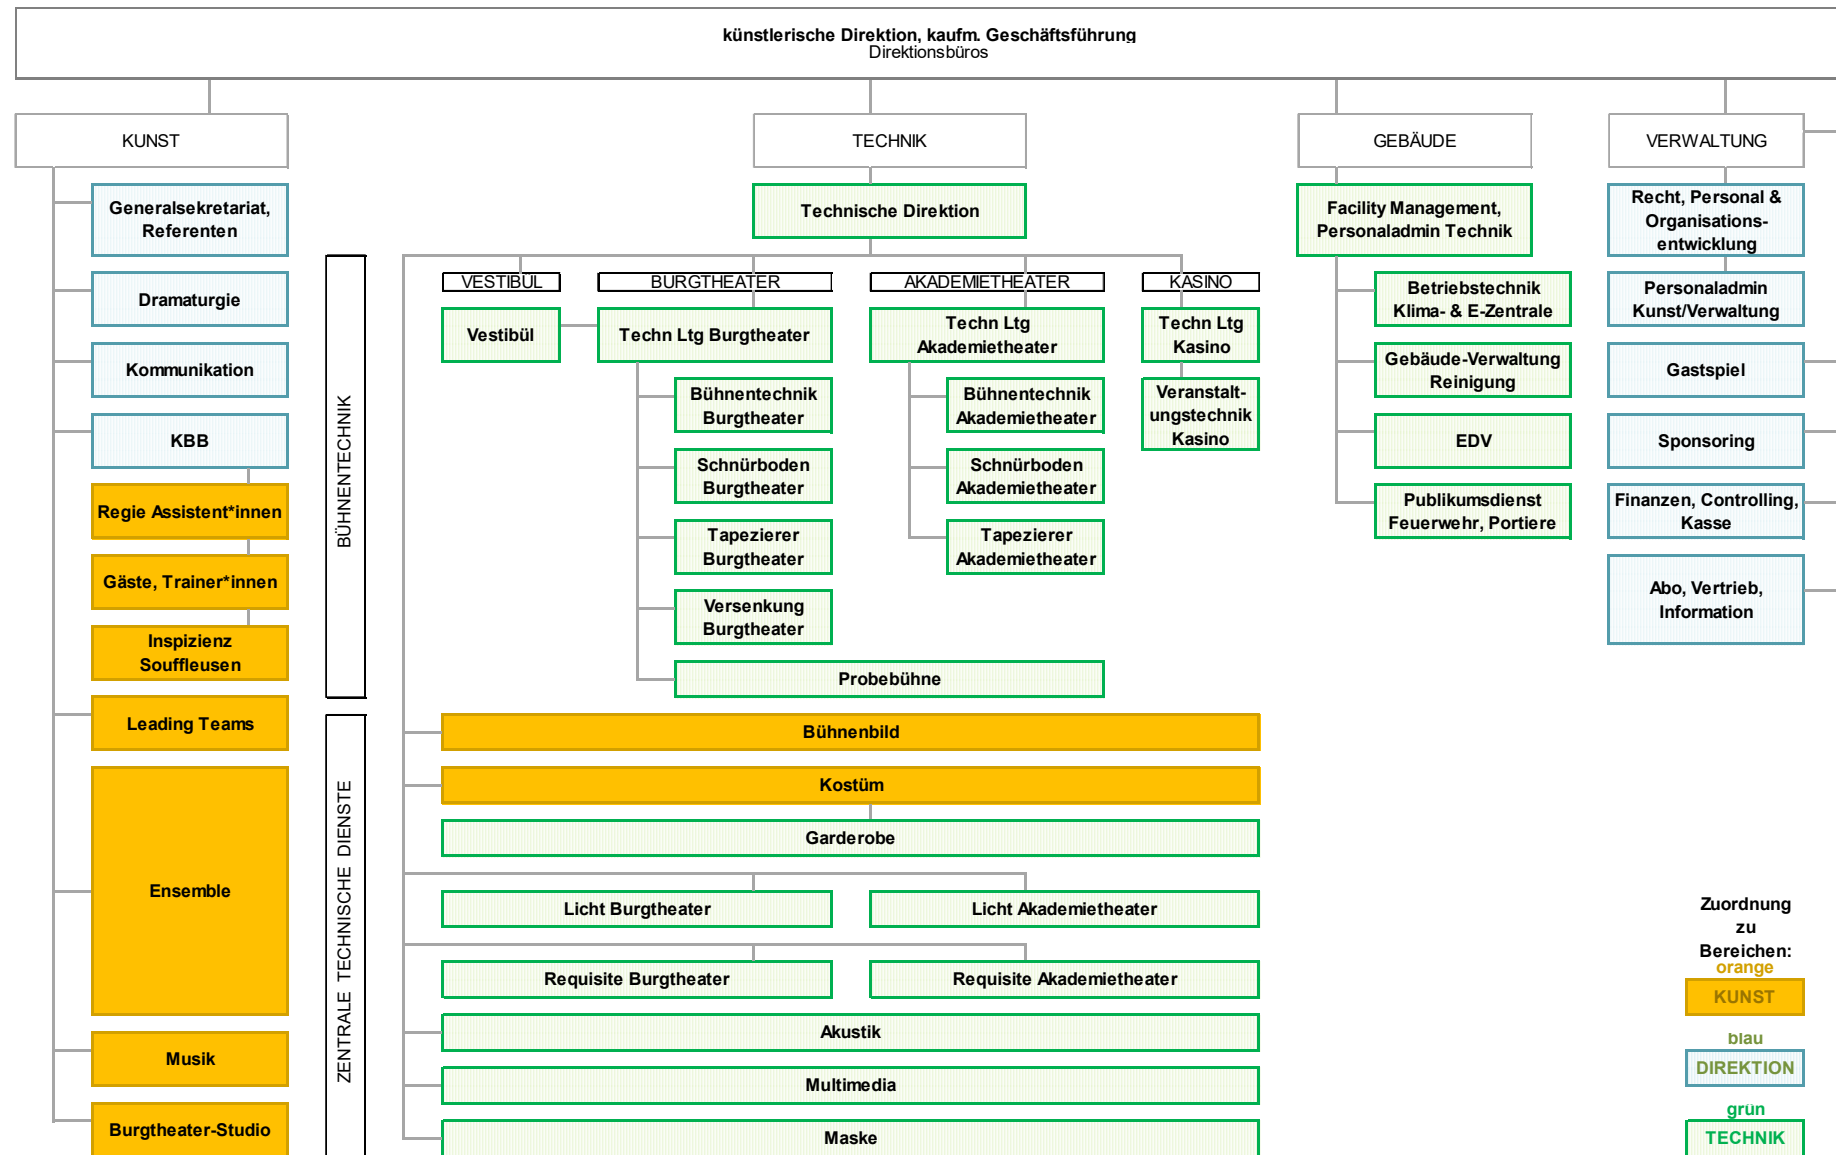 künstlerische Direktion, kaufm. Geschäftsführung
Direktionsbüros
KUNST
TECHNIK
GEBÄUDE
VERWALTUNG
Generalsekretariat,
Referenten
Dramaturgie
Kommunikation
KBB
Regie Assistent*innen
Gäste, Trainer*innen
Inspizienz
Souffleusen
Leading Teams
Ensemble
Musik
Burgtheater-Studio
BÜHNENTECHNIK
ZENTRALE TECHNISCHE DIENSTE
Technische Direktion
VESTIBÜL
BURGTHEATER
AKADEMIETHEATER
KASINO
Vestibül
Techn Ltg Burgtheater
Techn Ltg
Akademietheater
Techn Ltg
Kasino
Bühnentechnik
Burgtheater
Schnürboden
Burgtheater
Tapezierer
Burgtheater
Versenkung
Burgtheater
Probebühne
Bühnentechnik
Akademietheater
Schnürboden
Akademietheater
Tapezierer
Akademietheater
Veranstalt-
ungstechnik
Kasino
Bühnenbild
Kostüm
Garderobe
Licht Burgtheater
Licht Akademietheater
Requisite Burgtheater
Requisite Akademietheater
Akustik
Multimedia
Maske
Facility Management,
Personaladmin Technik
Betriebstechnik
Klima- & E-Zentrale
Gebäude-Verwaltung
Reinigung
EDV
Publikumsdienst
Feuerwehr, Portiere
Recht, Personal &
Organisations-
entwicklung
Personaladmin
Kunst/Verwaltung
Gastspiel
Sponsoring
Finanzen, Controlling,
Kasse
Abo, Vertrieb,
Information
Zuordnung
zu
Bereichen:
orange
KUNST
blau
DIREKTION
grün
TECHNIK